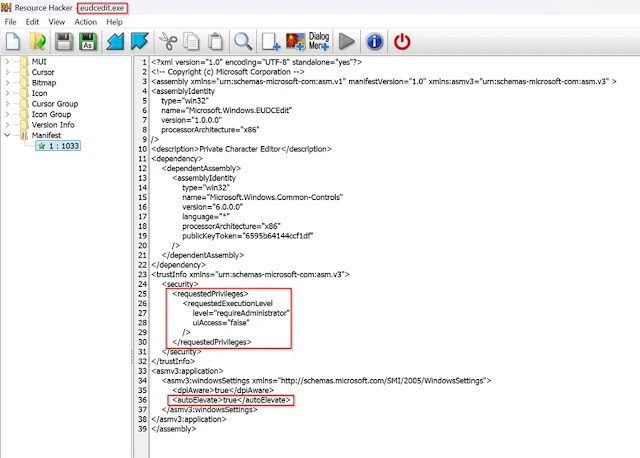 Resource Hacker - eudcedit.exe
File Edit View Action Help
As
Dialog
Menu
MUI
Cursor
Bitmap
Icon
Cursor Group
Icon Group
Version Info
Manifest
1 : 1033
1 <?xml version="1.0" encoding="UTF-8" standalone="yes"?>
2 <!-- Copyright (c) Microsoft Corporation -->
3 <assembly xmlns="urn:schemas-microsoft-com:asm.v1" manifestVersion="1.0" xmlns:asmv3="urn:schemas-microsoft-com:asm.v3" >
4 <assemblyIdentity
5 type="win32"
6 name="Microsoft.Windows.EUDCEdit"
7 version="1.0.0.0"
8 processorArchitecture="x86"
9 />
10 <description>Private Character Editor</description>
11 <dependency>
12 <dependentAssembly>
13 <assemblyIdentity
14 type="win32"
15 name="Microsoft.Windows.Common-Controls"
16 version="6.0.0.0"
17 language="*"
18 processorArchitecture="x86"
19 publicKeyToken="6595b64144ccf1df"
20 />
21 </dependentAssembly>
22 </dependency>
23 <trustInfo xmlns="urn:schemas-microsoft-com:asm.v3">
24 <security>
25 <requestedPrivileges>
26 <requestedExecutionLevel
27 level="requireAdministrator"
28 uiAccess="false"
29 />
30 </requestedPrivileges>
31 </security>
32 </trustInfo>
33 <asmv3:application>
34 <asmv3:windowsSettings xmlns="http://schemas.microsoft.com/SMI/2005/WindowsSettings">
35 <dpiAware>true</dpiAware>
36 <autoElevate>true</autoElevate>
37 </asmv3:windowsSettings>
38 </asmv3:application>
39 </assembly>